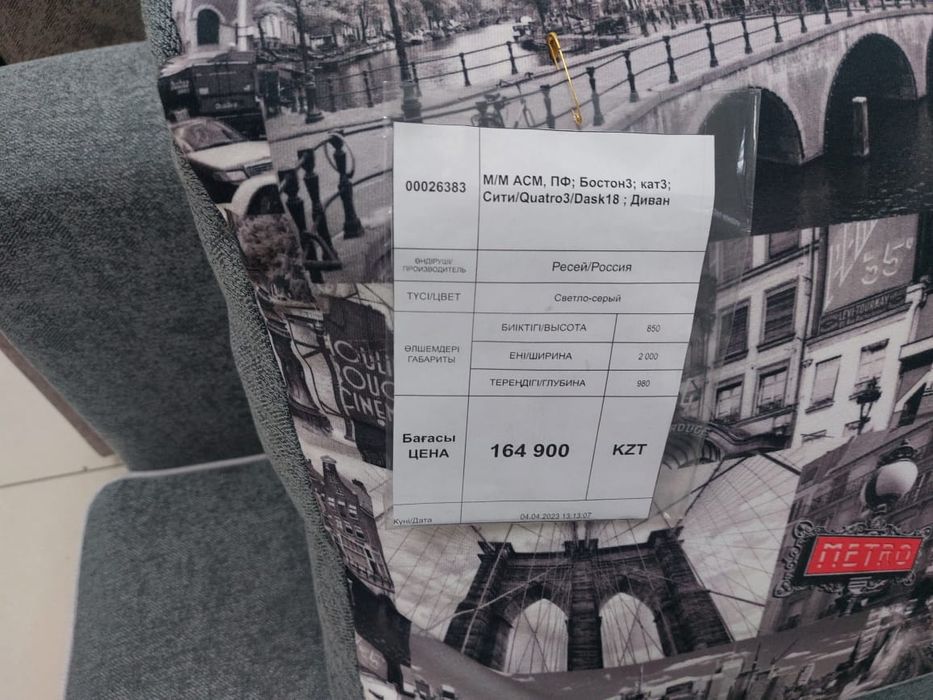 00026383
М/М АСМ, ПФ; Бостон3; кат3;
Сити/Quatro3/Dask18 ; Диван
ӨНДІРУШІ/
ПРОИЗВОДИТЕЛЬ
Ресей/Россия
ТҮСІ/ЦВЕТ
Светло-серый
ӨЛШЕМДЕРІ
ГАБАРИТЫ
БИІКТІГІ/ВЫСОТА
850
ЕНІ/ШИРИНА
2 000
ТЕРЕҢДІГІ/ГЛУБИНА
980
Бағасы
ЦЕНА
164 900
KZT
Күні/Дата
04.04.2023 13:13:07
METRO